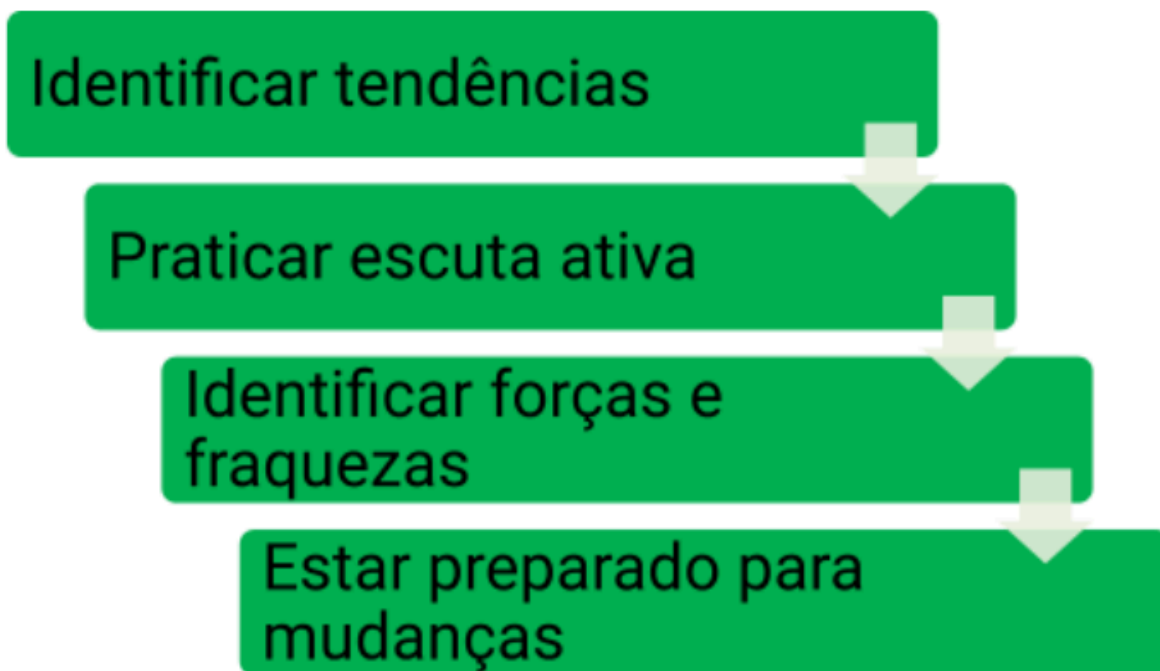 Identificar tendências
Praticar escuta ativa
Identificar forças e
fraquezas
Estar preparado para
mudanças